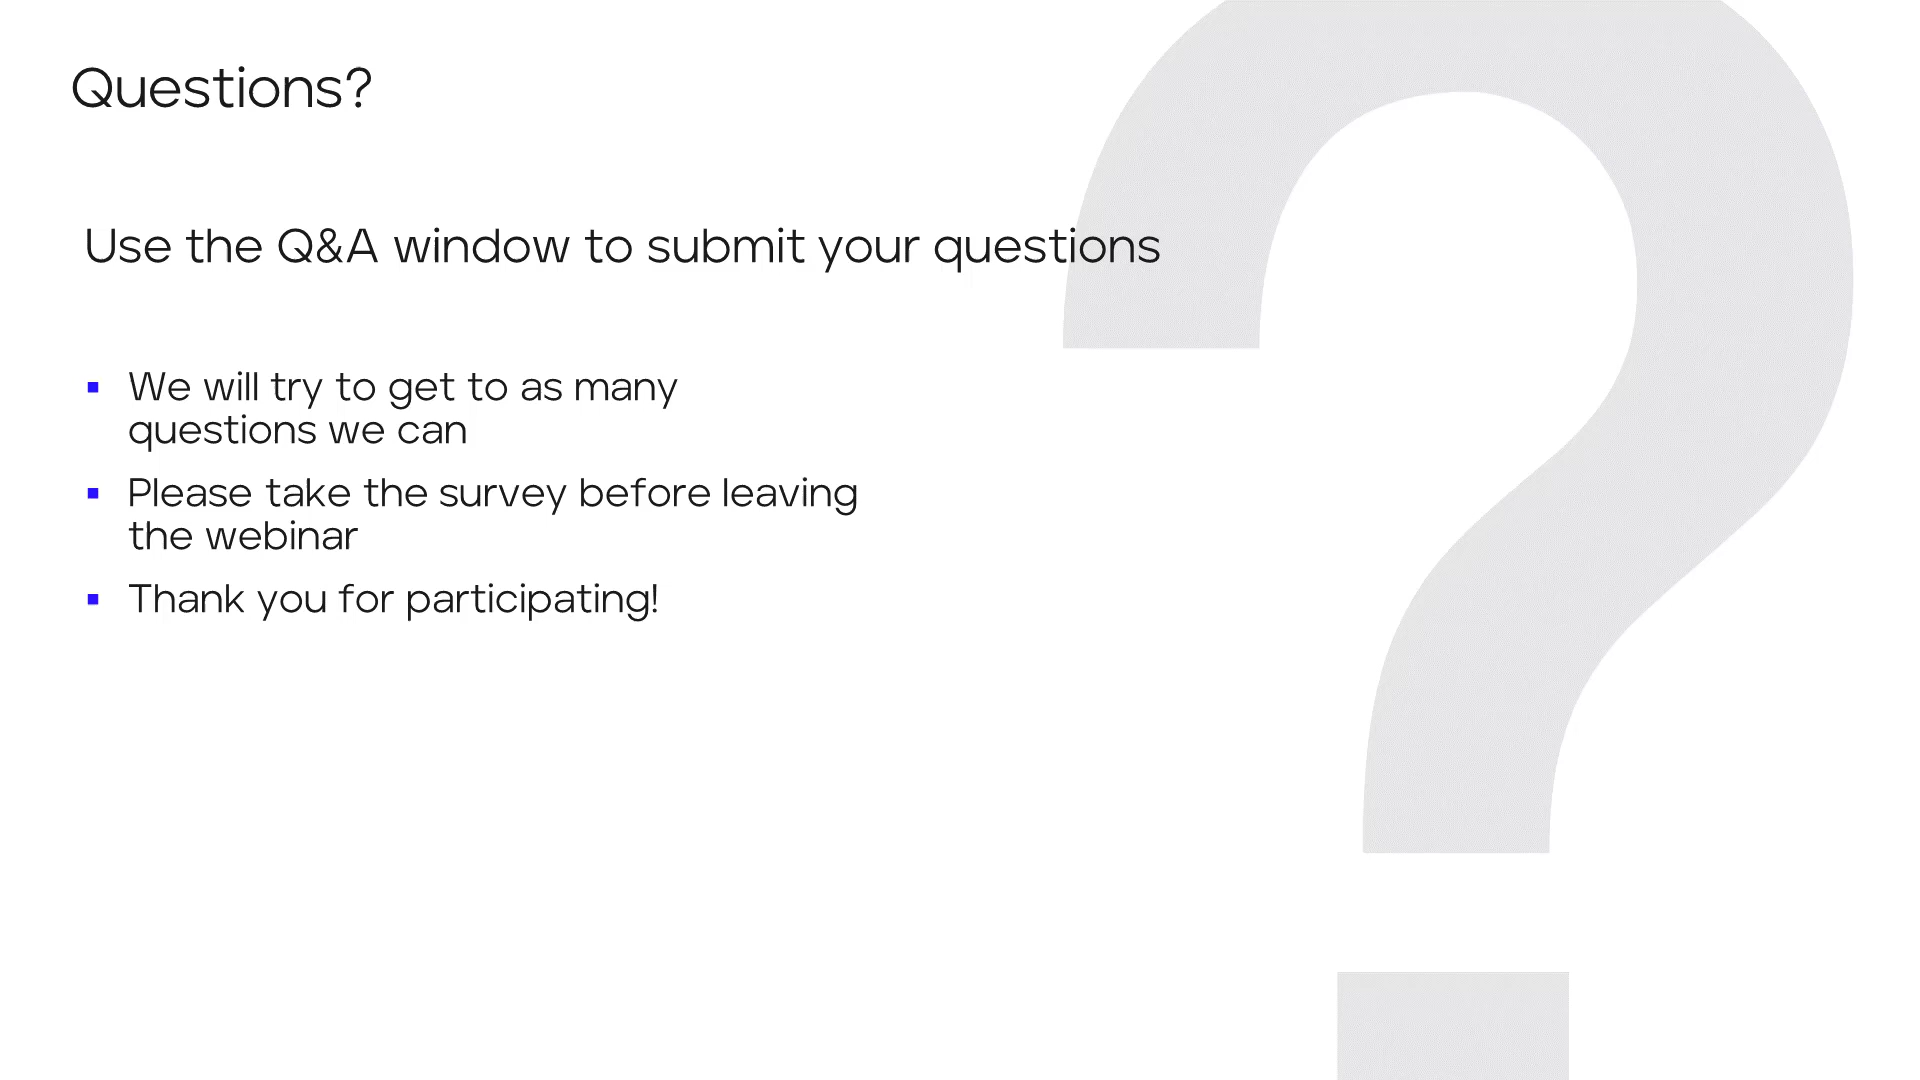 Questions?
Use the Q&A window to submit your questions
▪ We will try to get to as many
questions we can
▪ Please take the survey before leaving
the webinar
▪ Thank you for participating!
?